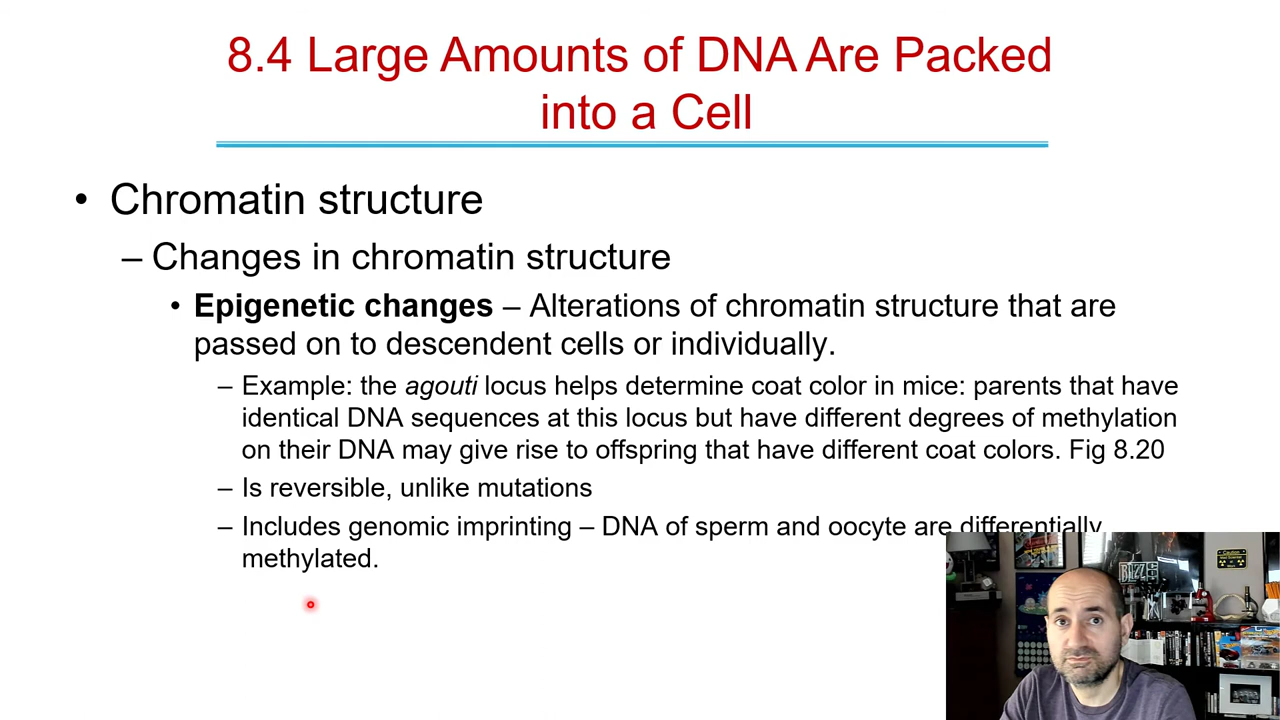 8.4 Large Amounts of DNA Are Packed
into a Cell
• Chromatin structure
– Changes in chromatin structure
• Epigenetic changes – Alterations of chromatin structure that are
passed on to descendent cells or individually.
– Example: the agouti locus helps determine coat color in mice: parents that have
identical DNA sequences at this locus but have different degrees of methylation
on their DNA may give rise to offspring that have different coat colors. Fig 8.20
– Is reversible, unlike mutations
– Includes genomic imprinting – DNA of sperm and oocyte are differentially
methylated.
Caution